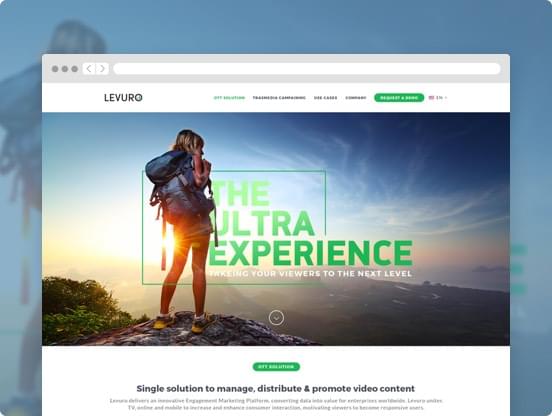 LEVURO
OTT SOLUTION TRASMEDIA CAMPAINING USE CASES COMPANY REQUEST A DEMO EN
THE
ULTRA
EXPERIENCE
TAKEING YOUR VIEWERS TO THE NEXT LEVEL
OTT SOLUTION
Single solution to manage, distribute & promote video content
Levuro delivers an innovative Engagement Marketing Platform, converting data into value for enterprises worldwide. Levuro unites
TV, online and mobile to increase and enhance consumer interaction, motivating viewers to become responsive users.